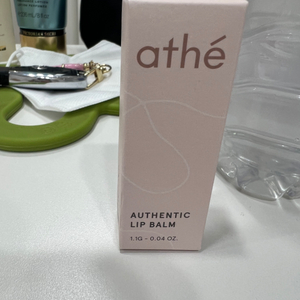 athé
AUTHENTIC
LIP BALM
1.1G - 0.04 OZ.